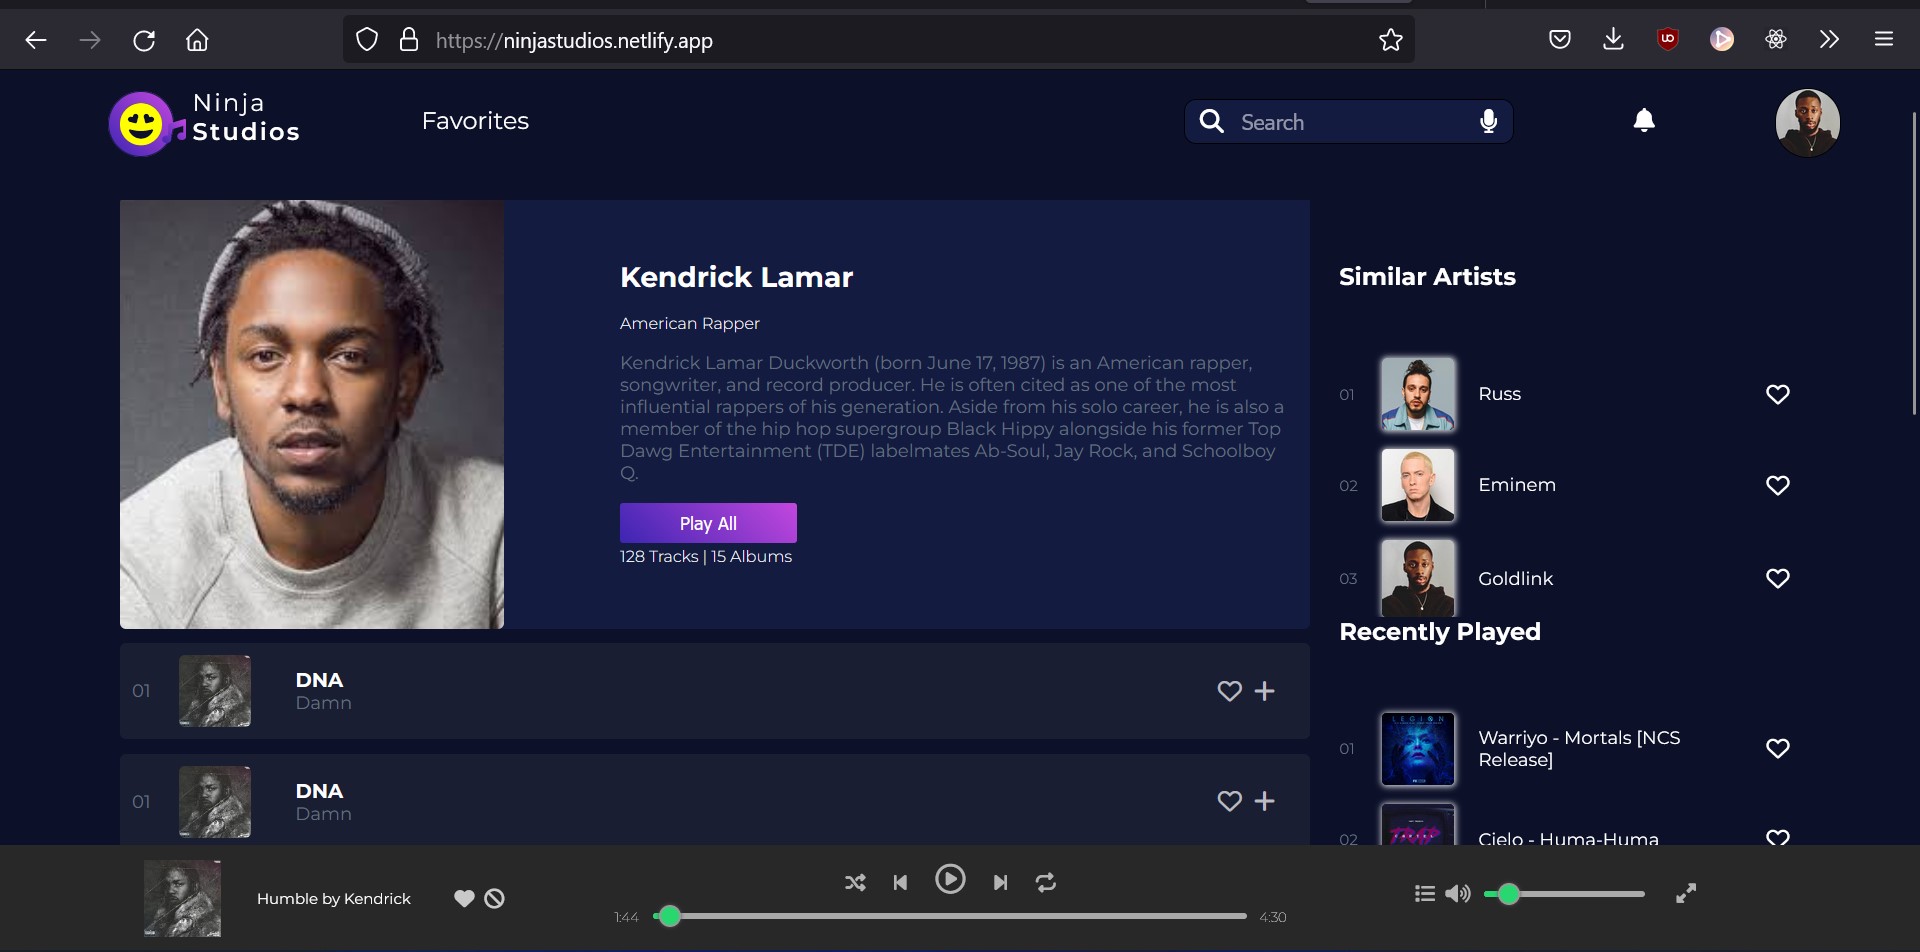 https://ninjastudios.netlify.app
Ninja
Studios
Favorites
Search
Kendrick Lamar
American Rapper
Kendrick Lamar Duckworth (born June 17, 1987) is an American rapper,
songwriter, and record producer. He is often cited as one of the most
influential rappers of his generation. Aside from his solo career, he is also a
member of the hip hop supergroup Black Hippy alongside his former Top
Dawg Entertainment (TDE) labelmates Ab-Soul, Jay Rock, and Schoolboy
Q.
Play All
128 Tracks | 15 Albums
Similar Artists
01 Russ
02 Eminem
03 Goldlink
Recently Played
01 Warriyo - Mortals [NCS
Release]
02 Cielo - Huma-Huma
01 DNA
Damn
01 DNA
Damn
Humble by Kendrick
1:44
4:30
LEGION